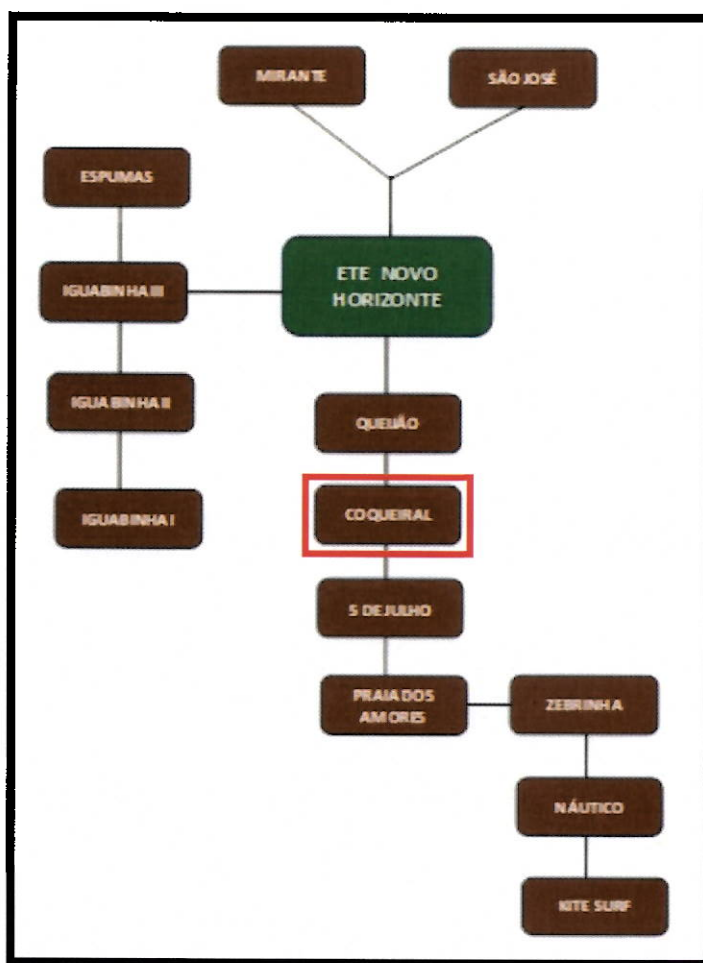 MIRANTE
SÃO JOSÉ
ESPUMAS
ETE NOVO
HORIZONTE
IGUABINHA III
IGUABINHA II
QUEIJÃO
IGUABINHA I
COQUEIRAL
5 DE JULHO
PRAIA DOS
AMORES
ZEBRINHA
NÁUTICO
KITE SURF